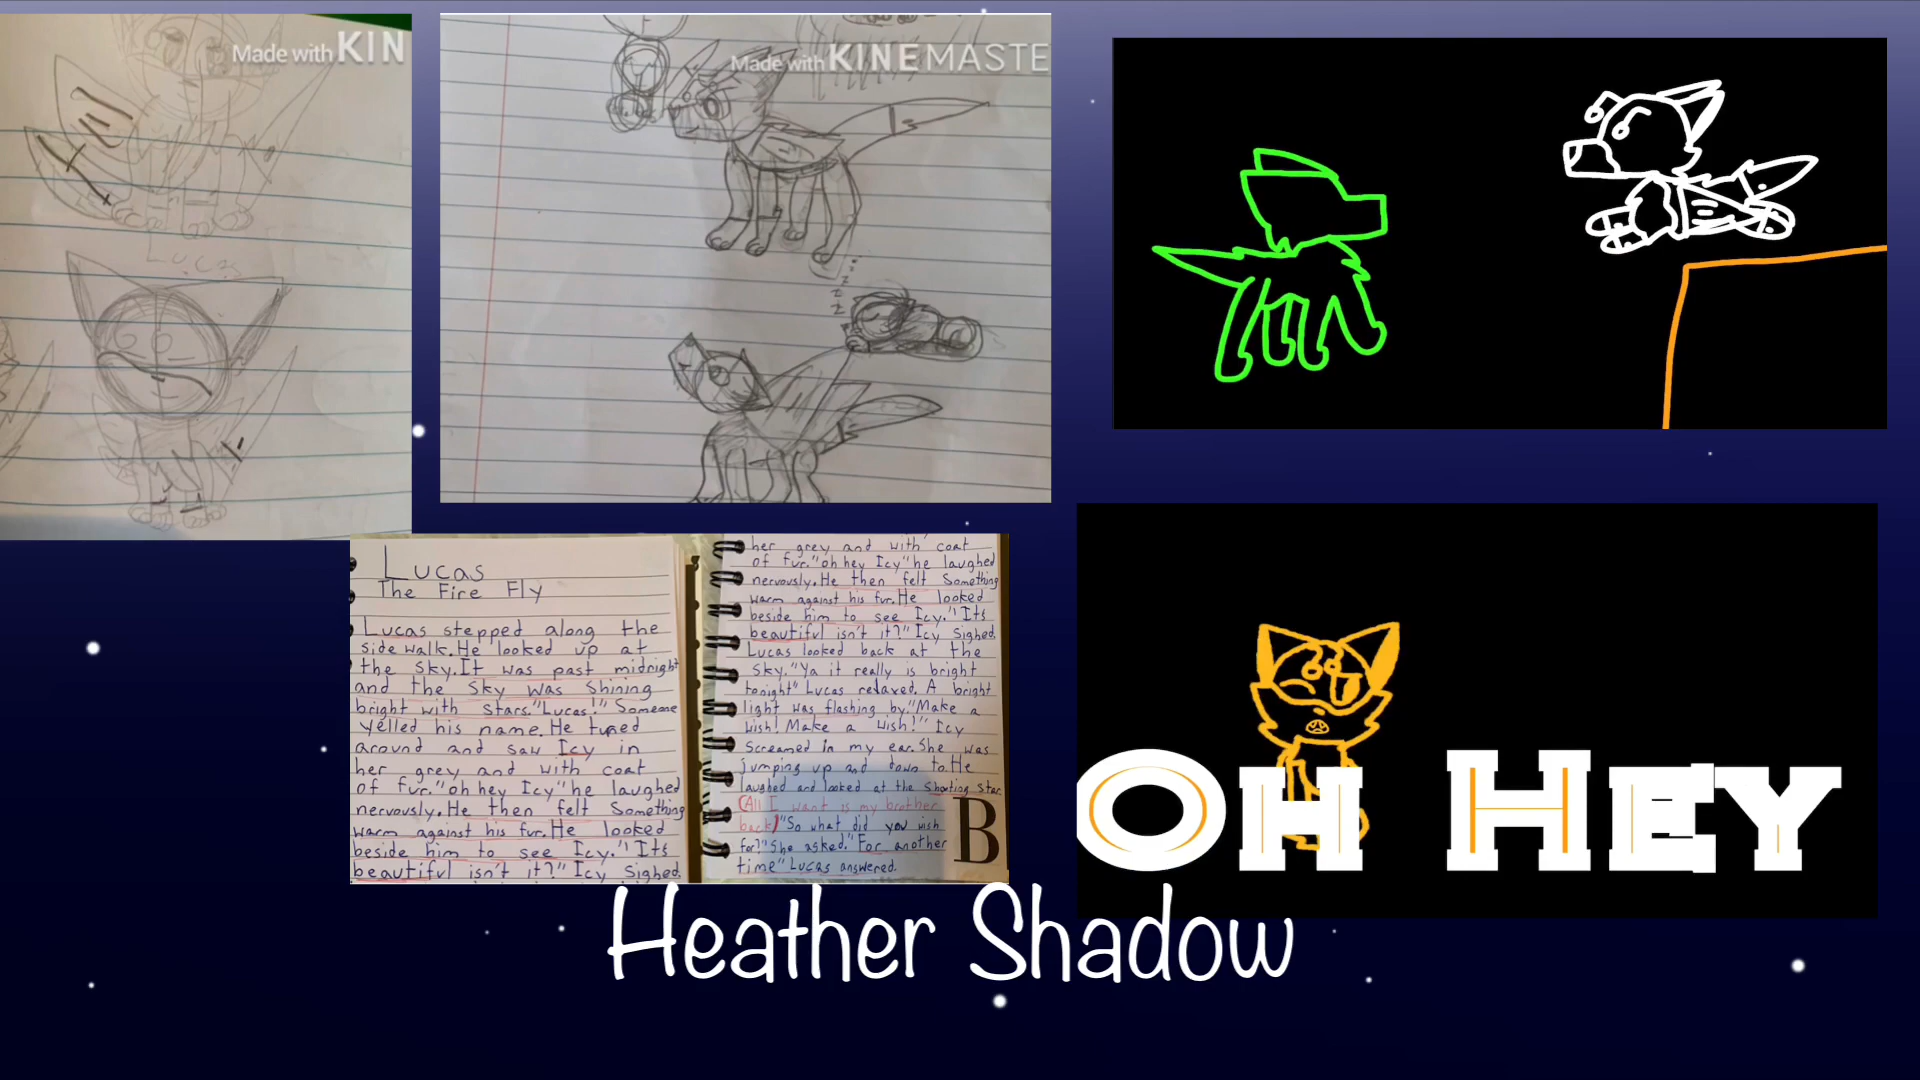 Made with KIN
Made with KINEMASTE
Lucas
z
z
z
Lucas
The Fire Fly
Lucas stepped along the
side walk. He looked up at
the sky. It was past midnight
and the sky was shining
bright with stars. "Lucas!" Someone
yelled his name. He tured
around and saw Icy in
her grey and with coat
of fur. "oh hey Icy" he laughed
nervously. He then felt Something
warm against his fur. He looked
beside him to see Icy. "Its
beautiful isn't it?" Icy Sighed.
her grey and with coat
of fur. "oh hey Icy" he laughed
nervously. He then felt Something
warm against his fur. He looked
beside him to see Icy. "Its
beautiful isn't it?" Icy Sighed.
Lucas looked back at the
sky. "Ya it really is bright
tonight" Lucas relaxed. A bright
light was flashing by. "Make a
wish! Make a wish!" Icy
screamed in my ear. She was
jumping up and down to. He
laughed and looked at the shooting star.
(All I want is my brother
back) "So what did you wish
for?" She asked. "For another
time" Lucas answered.
B
OH HEY
Heather Shadow